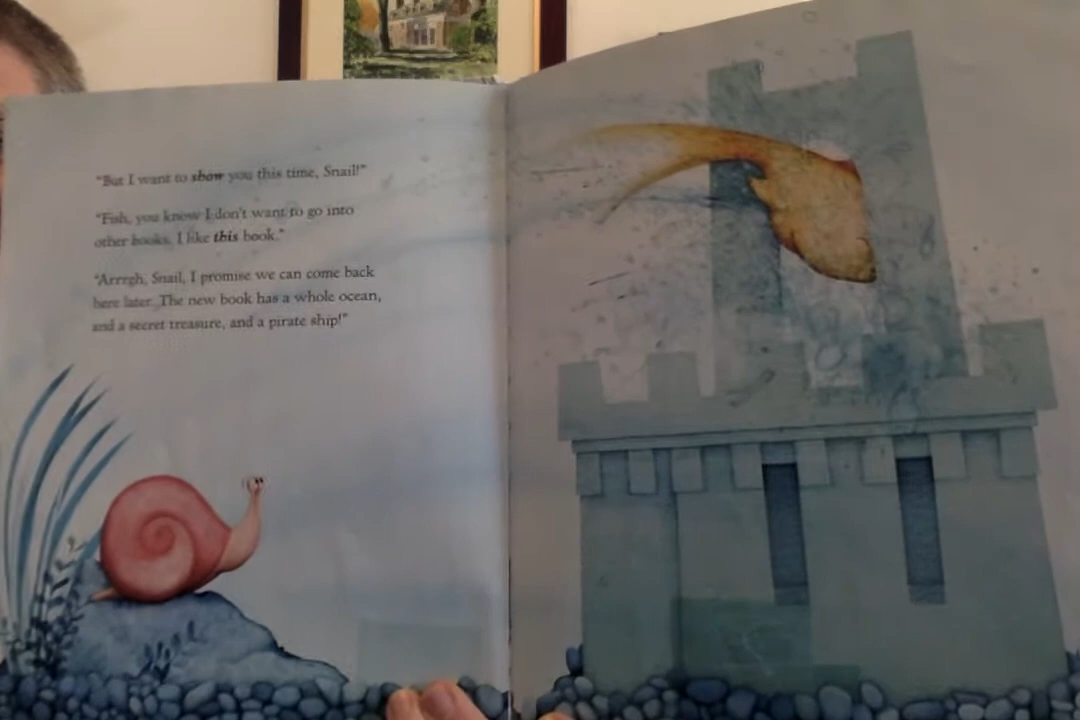 "But I want to show you this time, Snail!"
"Fish, you know I don't want to go into
other books. I like this book."
"Arrrgh, Snail, I promise we can come back
here later. The new book has a whole ocean,
and a secret treasure, and a pirate ship!"